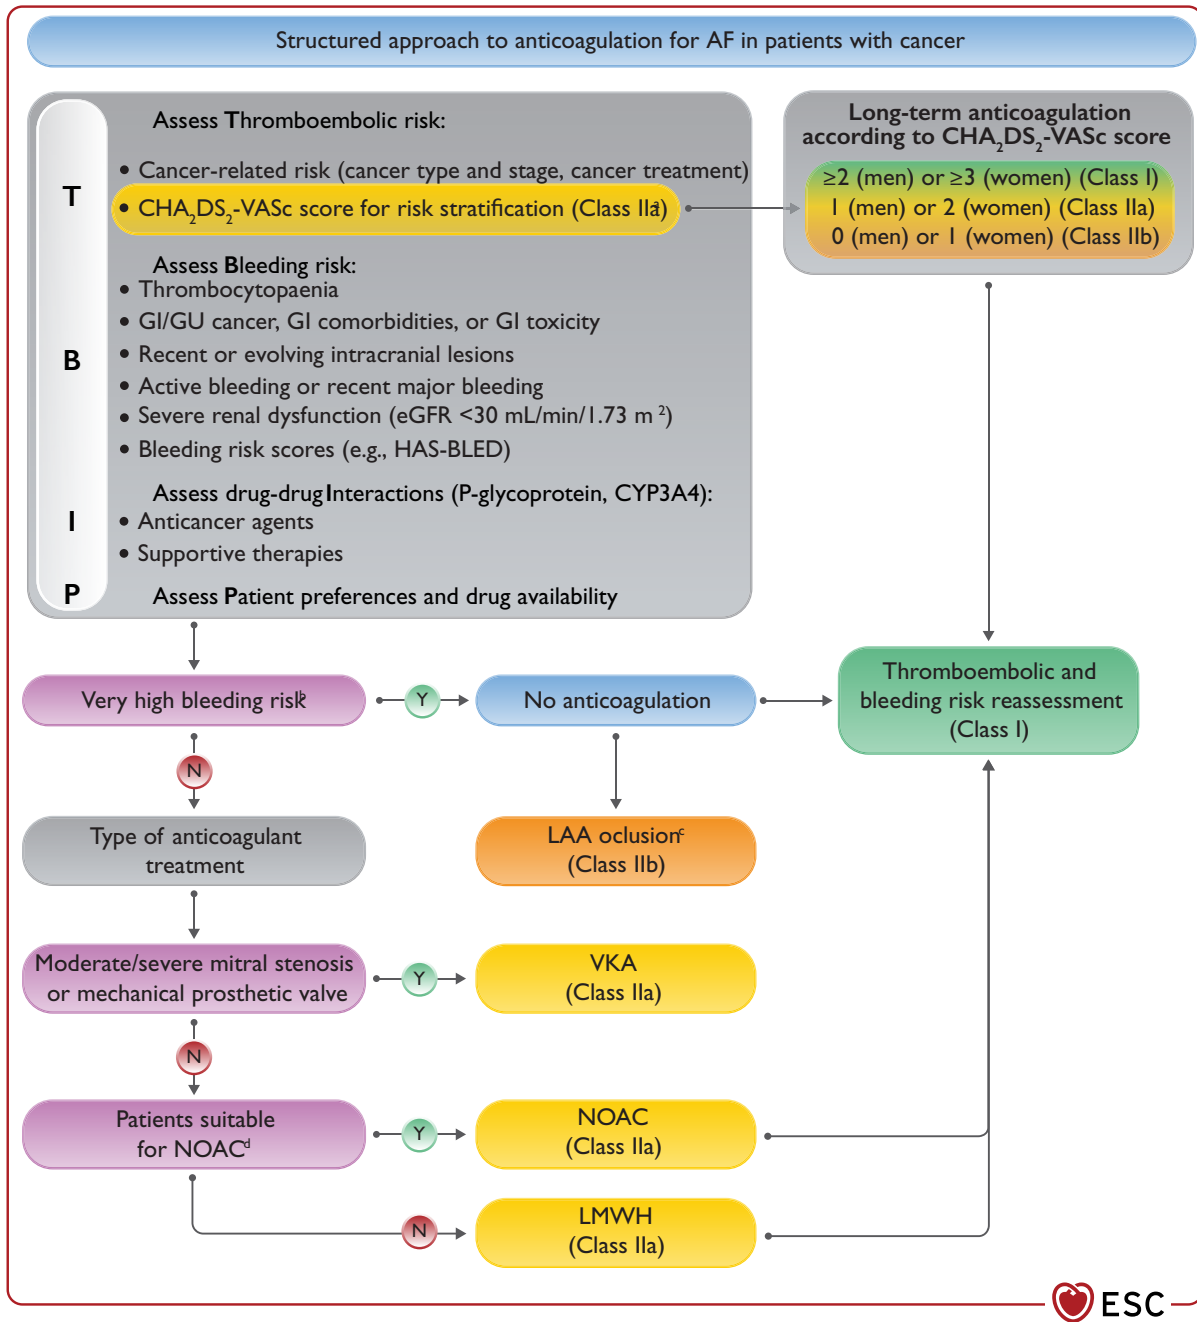 Structured approach to anticoagulation for AF in patients with cancer
T
Assess Thromboembolic risk:
• Cancer-related risk (cancer type and stage, cancer treatment)
• CHA₂DS₂-VASc score for risk stratification (Class IIa)
Long-term anticoagulation
according to CHA₂DS₂-VASc score
≥2 (men) or ≥3 (women) (Class I)
1 (men) or 2 (women) (Class IIa)
0 (men) or 1 (women) (Class IIb)
B
Assess Bleeding risk:
• Thrombocytopaenia
• GI/GU cancer, GI comorbidities, or GI toxicity
• Recent or evolving intracranial lesions
• Active bleeding or recent major bleeding
• Severe renal dysfunction (eGFR <30 mL/min/1.73 m²)
• Bleeding risk scores (e.g., HAS-BLED)
I
Assess drug-drug Interactions (P-glycoprotein, CYP3A4):
• Anticancer agents
• Supportive therapies
P
Assess Patient preferences and drug availability
Very high bleeding riskᵇ
Y
No anticoagulation
Thromboembolic and
bleeding risk reassessment
(Class I)
N
Type of anticoagulant
treatment
LAA oclusionᶜ
(Class IIb)
Moderate/severe mitral stenosis
or mechanical prosthetic valve
Y
VKA
(Class IIa)
N
Patients suitable
for NOACᵈ
Y
NOAC
(Class IIa)
N
LMWH
(Class IIa)
ESC